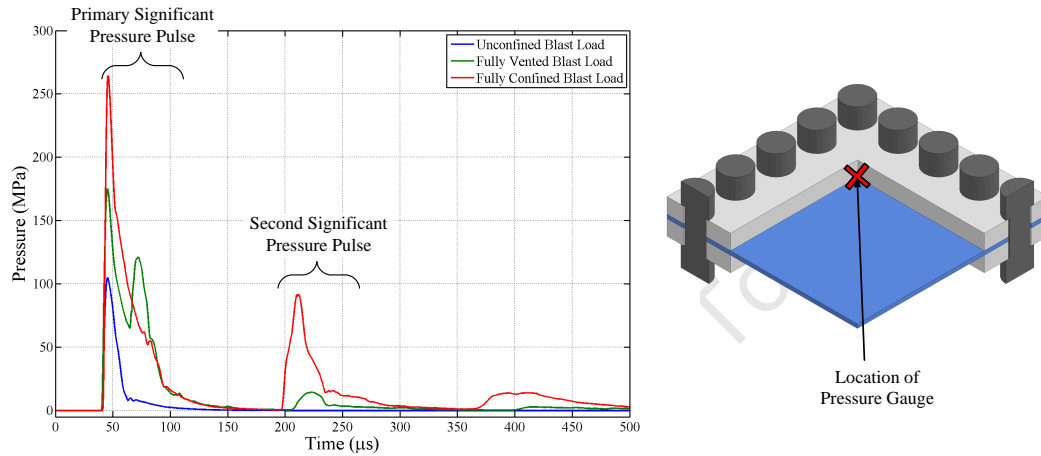 Primary Significant
Pressure Pulse
300
250
200
150
100
50
0
Pressure (MPa)
Unconfined Blast Load
Fully Vented Blast Load
Fully Confined Blast Load
Second Significant
Pressure Pulse
0 50 100 150 200 250 300 350 400 450 500
Time (μs)
Location of
Pressure Gauge